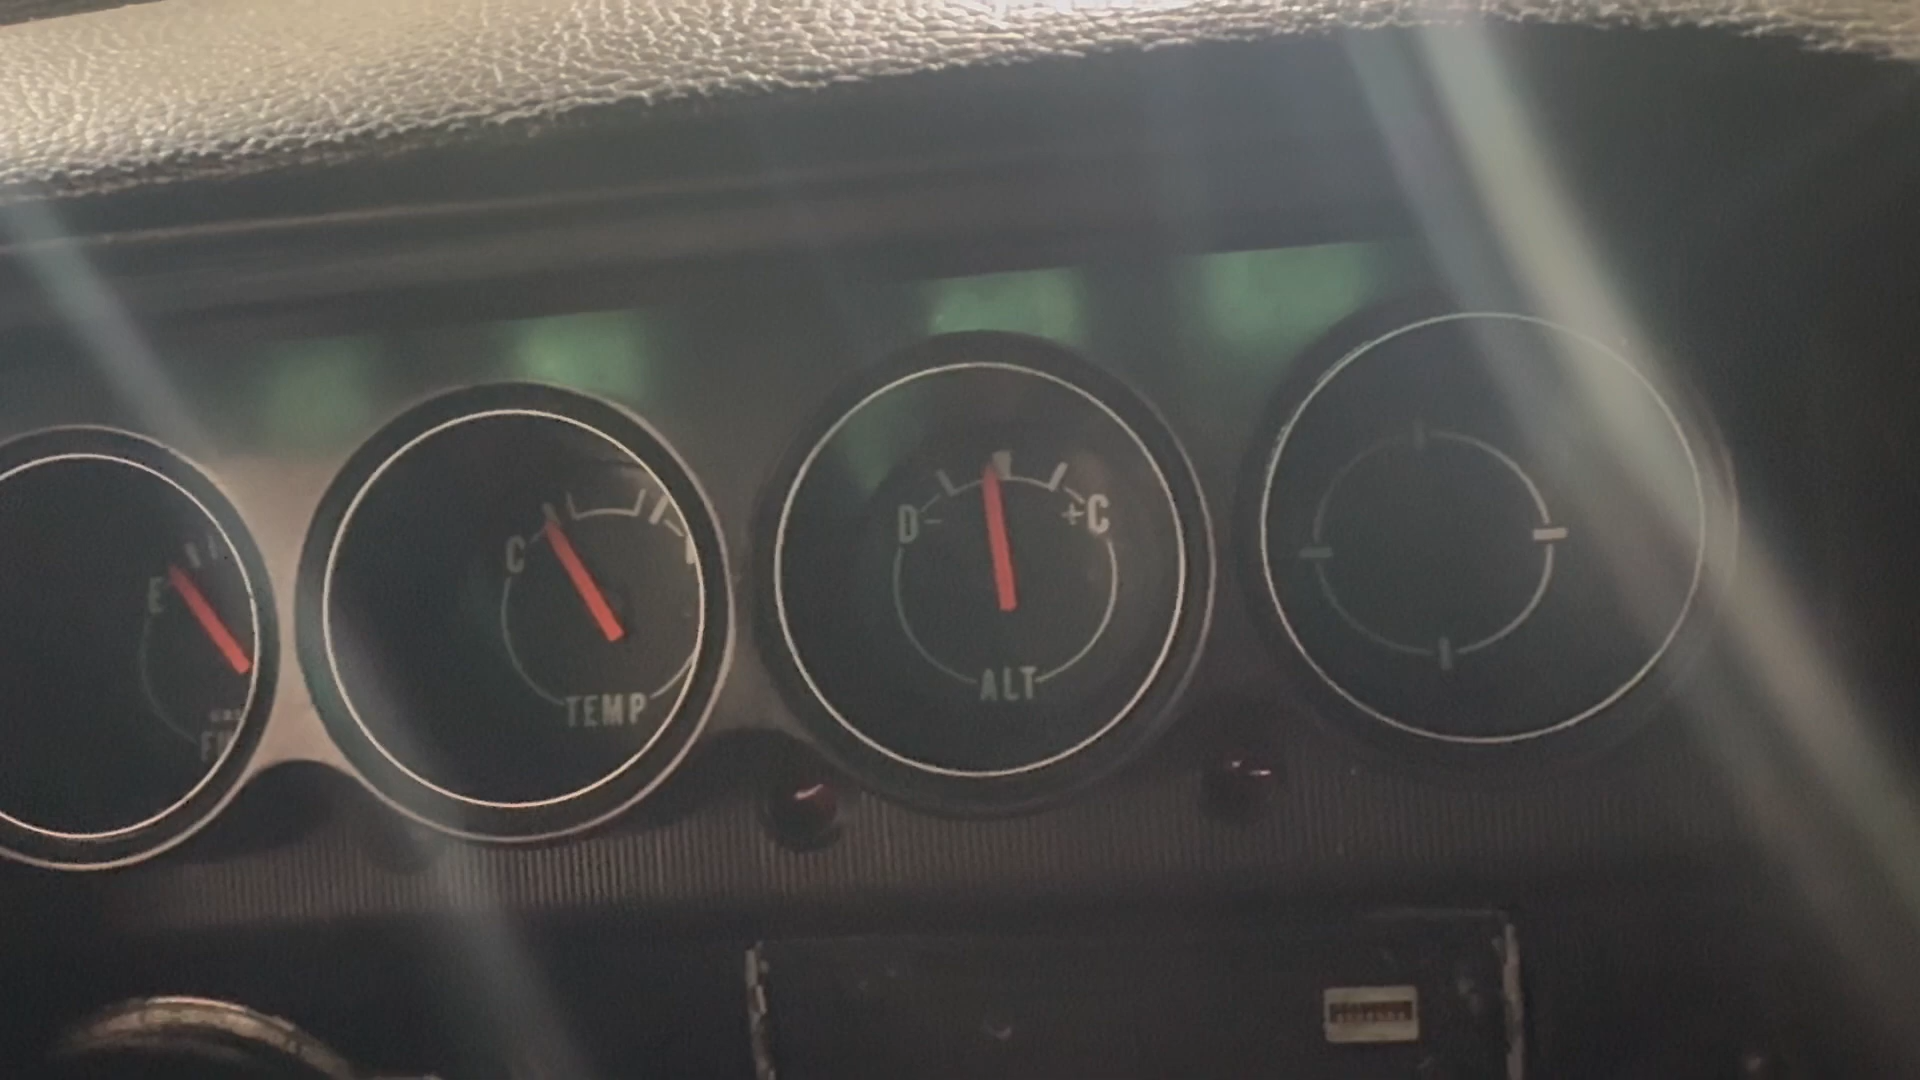 E
C
TEMP
D - + C
ALT